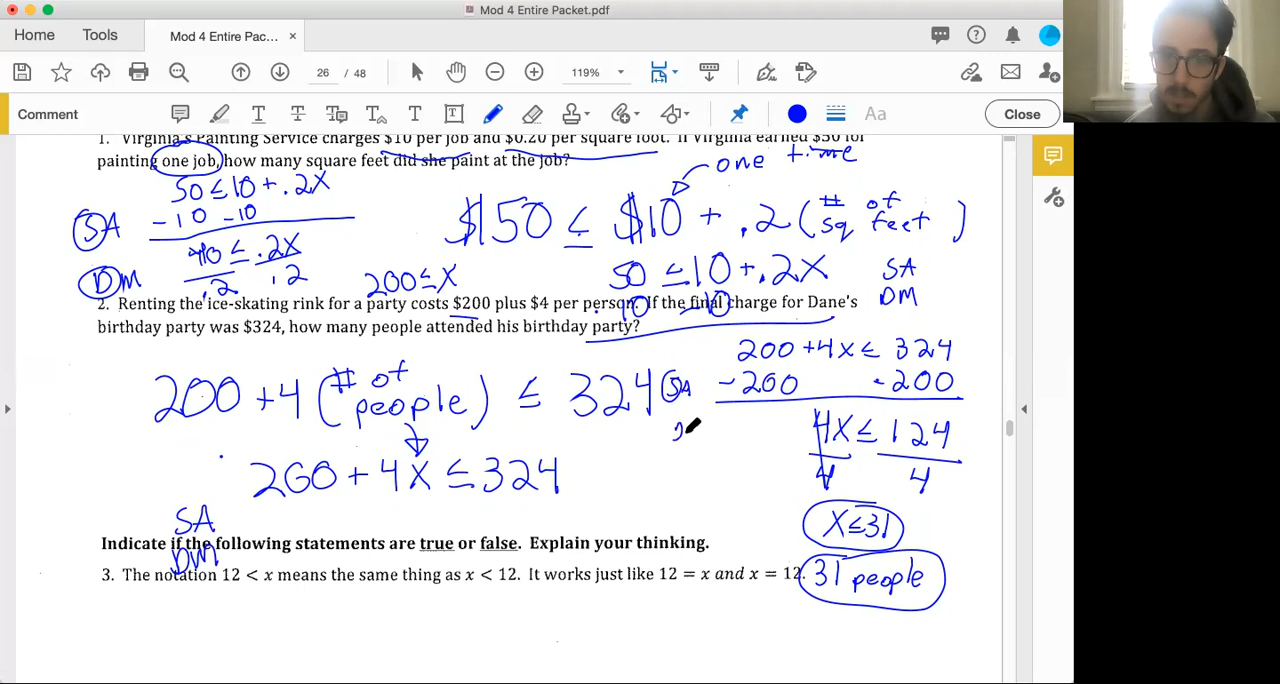 Mod 4 Entire Packet.pdf
Home Tools Mod 4 Entire Pac... ×
26 / 48 119%
Comment Aa Close
1. Virginia's Painting Service charges $10 per job and $0.20 per square foot. If Virginia earned $50 for
painting one job, how many square feet did she paint at the job?
one time
50 ≤ 10 + .2X
-10 -10
SA
40 ≤ .2X
.2 .2
DM
200 ≤ X
$50 ≤ $10 + .2 (# of sq feet)
50 ≤ 10 + .2X
-10
SA
DM
2. Renting the ice-skating rink for a party costs $200 plus $4 per person. If the final charge for Dane's
birthday party was $324, how many people attended his birthday party?
200 + 4 (# of people) ≤ 324
SA
200 + 4X ≤ 324
-200 -200
4X ≤ 124
4 4
X ≤ 31
31 people
200 + 4X ≤ 324
SA
DM
Indicate if the following statements are true or false. Explain your thinking.
3. The notation 12 < x means the same thing as x < 12. It works just like 12 = x and x = 12.